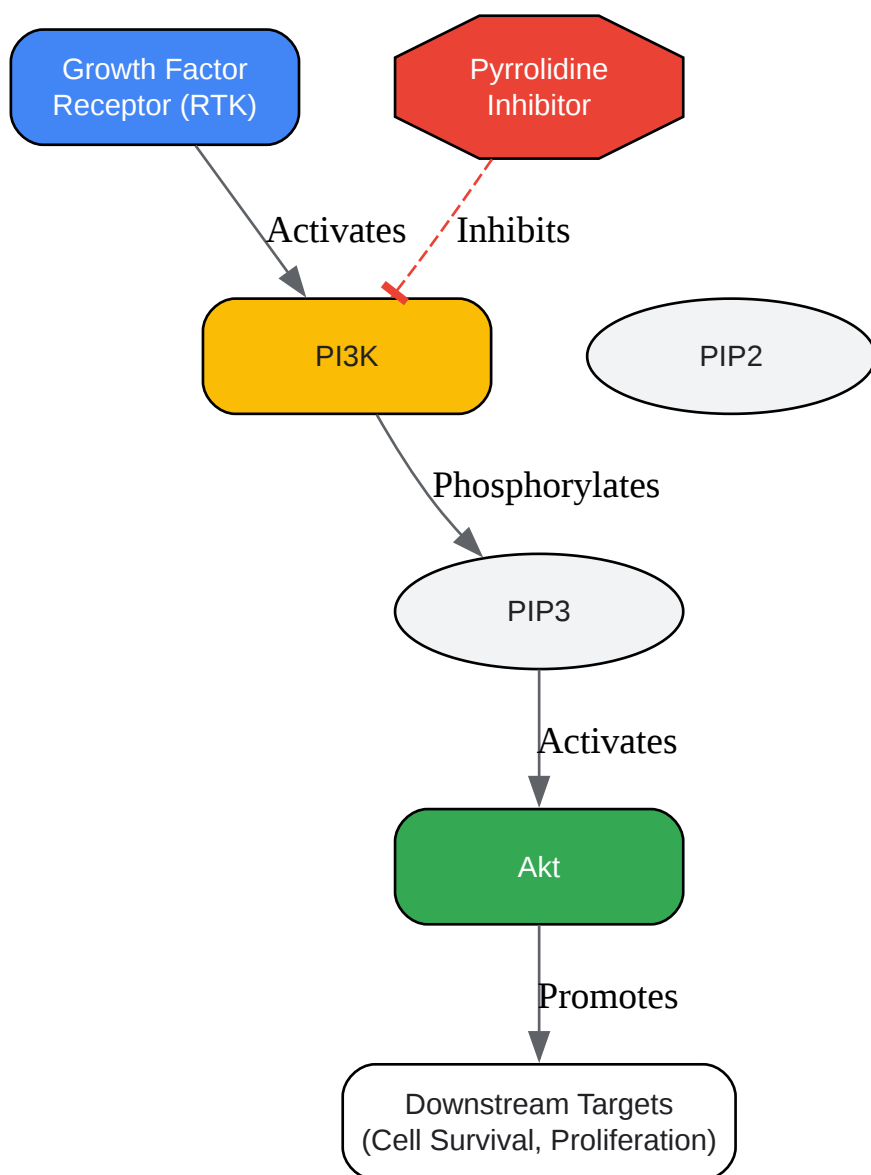 Growth Factor
Receptor (RTK)
Pyrrolidine
Inhibitor
Activates
Inhibits
PI3K
PIP2
Phosphorylates
PIP3
Activates
Akt
Promotes
Downstream Targets
(Cell Survival, Proliferation)